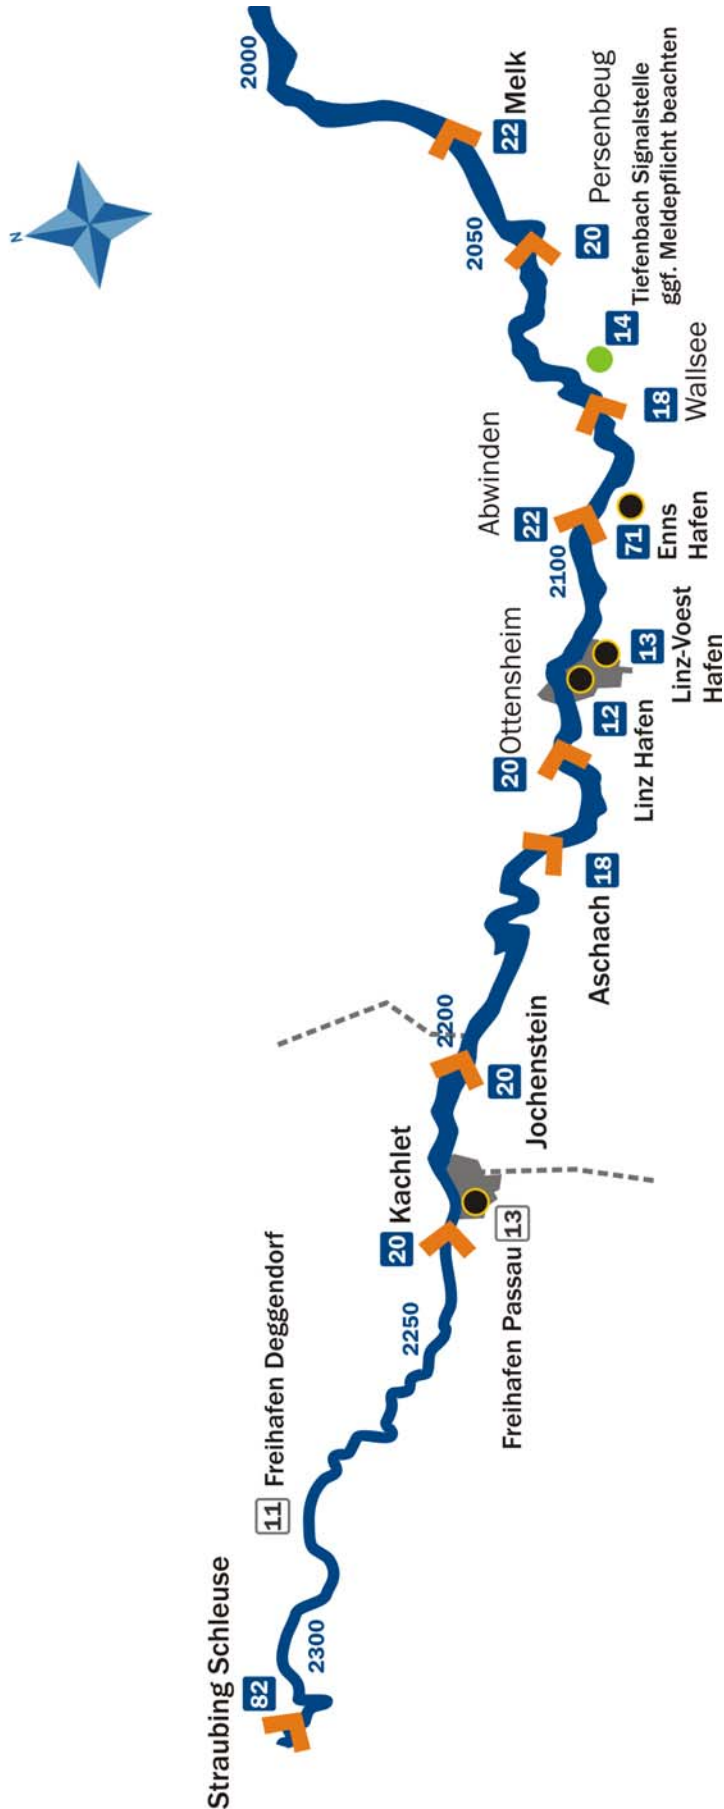 N
Straubing Schleuse
82
2300
11 Freihafen Deggendorf
2250
20 Kachlet
Freihafen Passau 13
2200
20
Jochenstein
Aschach 18
20 Ottensheim
12
Linz Hafen
13
Linz-Voest
Hafen
2100
Abwinden
22
71
Enns
Hafen
18
Wallsee
14
Tiefenbach Signalstelle
ggf. Meldepflicht beachten
2050
20 Persenbeug
22 Melk
2000